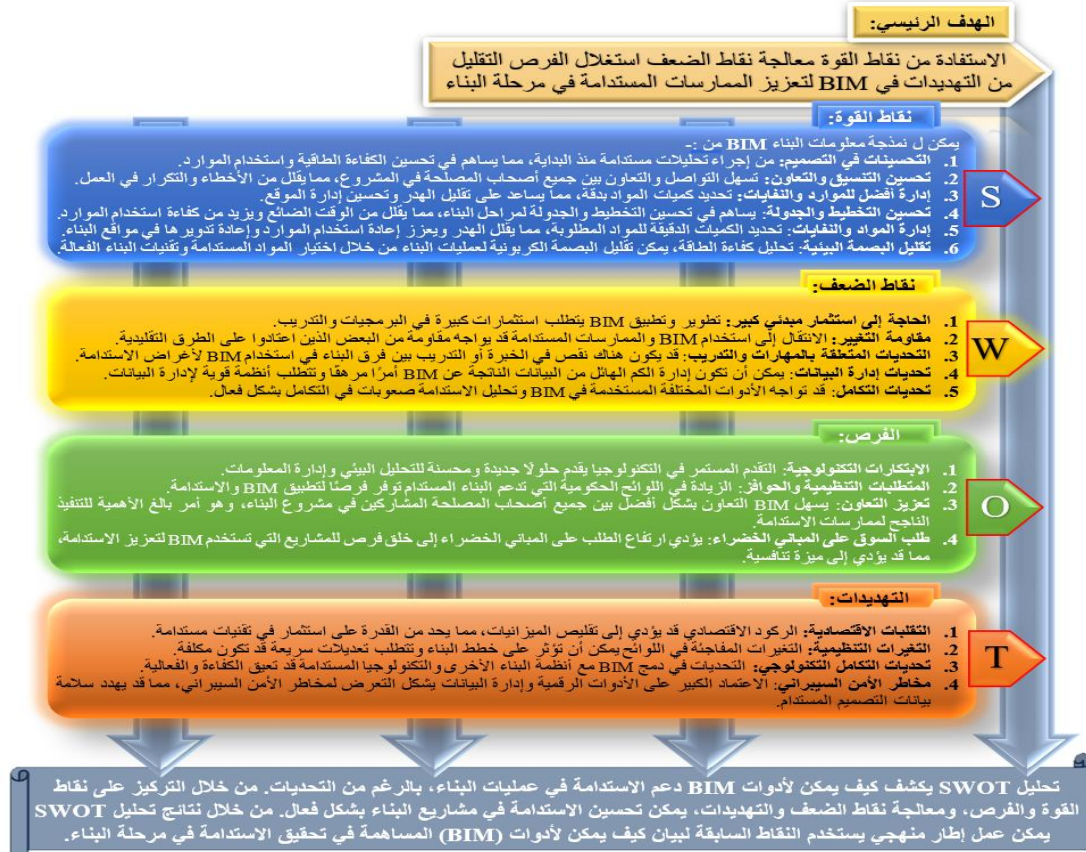 الهدف الرئيسي:
الاستفادة من نقاط القوة معالجة نقاط الضعف استغلال الفرص التقليل
من التهديدات في BIM لتعزيز الممارسات المستدامة في مرحلة البناء
نقاط القوة:
يمكن ل نمذجة معلومات البناء BIM من :-
1. التحسينات في التصميم: من إجراء تحليلات مستدامة منذ البداية، مما يساهم في تحسين الكفاءة الطاقية واستخدام الموارد.
2. تحسين التنسيق والتعاون: تسهل التواصل والتعاون بين جميع أصحاب المصلحة في المشروع، مما يقلل من الأخطاء والتكرار في العمل.
3. إدارة أفضل للموارد والنفايات: تحديد كميات المواد بدقة، مما يساعد على تقليل الهدر وتحسين إدارة الموقع.
4. تحسين التخطيط والجدولة: يساهم في تحسين التخطيط والجدولة لمراحل البناء، مما يقلل من الوقت الضائع ويزيد من كفاءة استخدام الموارد.
5. إدارة المواد والنفايات: تحديد الكميات الدقيقة للمواد المطلوبة، مما يقلل الهدر ويعزز إعادة استخدام الموارد وإعادة تدويرها في مواقع البناء.
6. تقليل البصمة البيئية: تحليل كفاءة الطاقة، يمكن تقليل البصمة الكربونية لعمليات البناء من خلال اختيار المواد المستدامة وتقنيات البناء الفعالة.
S
نقاط الضعف:
1. الحاجة إلى استثمار مبدئي كبير: تطوير وتطبيق BIM يتطلب استثمارات كبيرة في البرمجيات والتدريب.
2. مقاومة التغيير: الانتقال إلى استخدام BIM والممارسات المستدامة قد يواجه مقاومة من البعض الذين اعتادوا على الطرق التقليدية.
3. التحديات المتعلقة بالمهارات والتدريب: قد يكون هناك نقص في الخبرة أو التدريب بين فرق البناء في استخدام BIM لأغراض الاستدامة.
4. تحديات إدارة البيانات: يمكن أن تكون إدارة الكم الهائل من البيانات الناتجة عن BIM أمرًا مرهقا وتتطلب أنظمة قوية لإدارة البيانات.
5. تحديات التكامل: قد تواجه الأدوات المختلفة المستخدمة في BIM وتحليل الاستدامة صعوبات في التكامل بشكل فعال.
W
الفرص:
1. الابتكارات التكنولوجية: التقدم المستمر في التكنولوجيا يقدم حلولًا جديدة ومحسنة للتحليل البيئي وإدارة المعلومات.
2. المتطلبات التنظيمية والحوافز: الزيادة في اللوائح الحكومية التي تدعم البناء المستدام توفر فرصًا لتطبيق BIM والاستدامة.
3. تعزيز التعاون: يسهل BIM التعاون بشكل أفضل بين جميع أصحاب المصلحة المشاركين في مشروع البناء، وهو أمر بالغ الأهمية للتنفيذ
الناجح لممارسات الاستدامة.
4. طلب السوق على المباني الخضراء: يؤدي ارتفاع الطلب على المباني الخضراء إلى خلق فرص للمشاريع التي تستخدم BIM لتعزيز الاستدامة،
مما قد يؤدي إلى ميزة تنافسية.
O
التهديدات:
1. التقلبات الاقتصادية: الركود الاقتصادي قد يؤدي إلى تقليص الميزانيات، مما يحد من القدرة على استثمار في تقنيات مستدامة.
2. التغيرات التنظيمية: التغيرات المفاجئة في اللوائح يمكن أن تؤثر على خطط البناء وتتطلب تعديلات سريعة قد تكون مكلفة.
3. تحديات التكامل التكنولوجي: التحديات في دمج BIM مع أنظمة البناء الأخرى والتكنولوجيا المستدامة قد تعيق الكفاءة والفعالية.
4. مخاطر الأمن السيبراني: الاعتماد الكبير على الأدوات الرقمية وإدارة البيانات يشكل التعرض لمخاطر الأمن السيبراني، مما قد يهدد سلامة
بيانات التصميم المستدام.
T
تحليل SWOT يكشف كيف يمكن لأدوات BIM دعم الاستدامة في عمليات البناء، بالرغم من التحديات. من خلال التركيز على نقاط
القوة والفرص، ومعالجة نقاط الضعف والتهديدات، يمكن تحسين الاستدامة في مشاريع البناء بشكل فعال. من خلال نتائج تحليل SWOT
يمكن عمل إطار منهجي يستخدم النقاط السابقة لبيان كيف يمكن لأدوات (BIM) المساهمة في تحقيق الاستدامة في مرحلة البناء.